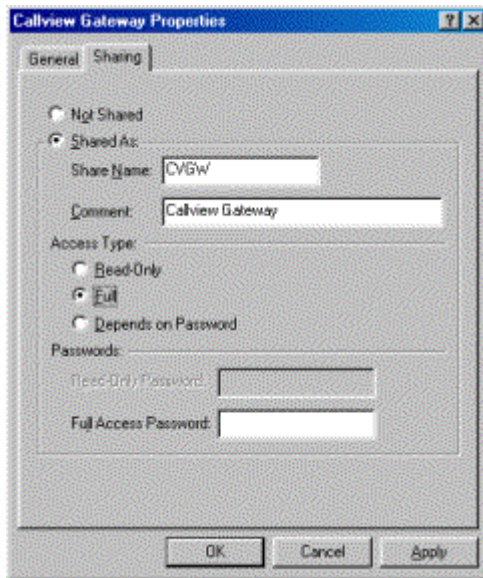 Callview Gateway Properties
General Sharing
Not Shared
Shared As:
Share Name: CVGW
Comment: Callview Gateway
Access Type:
Read-Only
Full
Depends on Password
Passwords:
Read-Only Password:
Full Access Password:
OK Cancel Apply